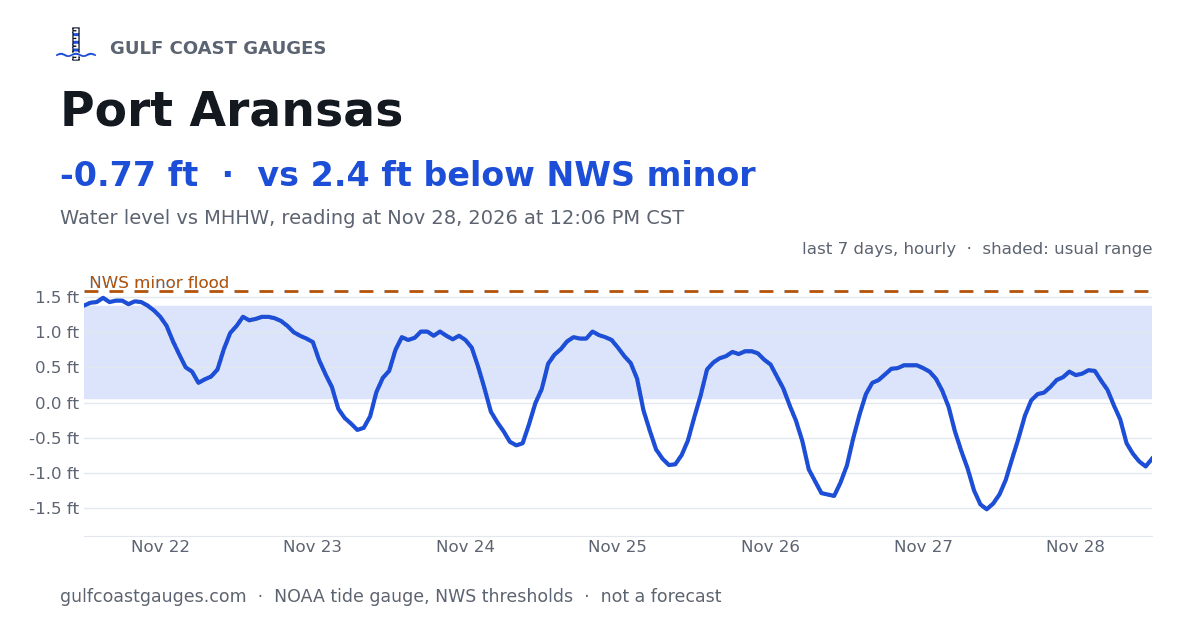 GULF COAST GAUGES
Port Aransas
-0.77 ft · vs 2.4 ft below NWS minor
Water level vs MHHW, reading at Nov 28, 2026 at 12:06 PM CST
last 7 days, hourly · shaded: usual range
NWS minor flood
1.5 ft
1.0 ft
0.5 ft
0.0 ft
-0.5 ft
-1.0 ft
-1.5 ft
Nov 22 Nov 23 Nov 24 Nov 25 Nov 26 Nov 27 Nov 28
gulfcoastgauges.com · NOAA tide gauge, NWS thresholds · not a forecast